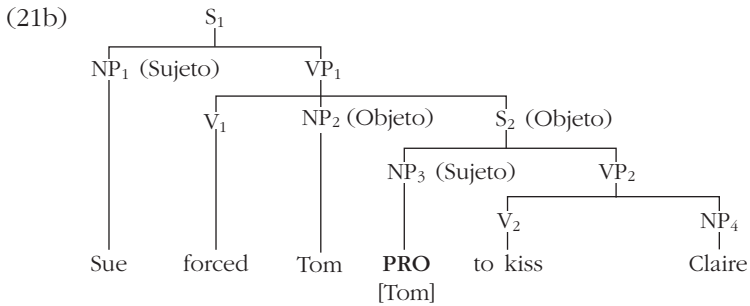 (21b) S₁
NP₁ (Sujeto) VP₁
V₁ NP₂ (Objeto) S₂ (Objeto)
NP₃ (Sujeto) VP₂
V₂ NP₄
Sue forced Tom PRO to kiss Claire
[Tom]